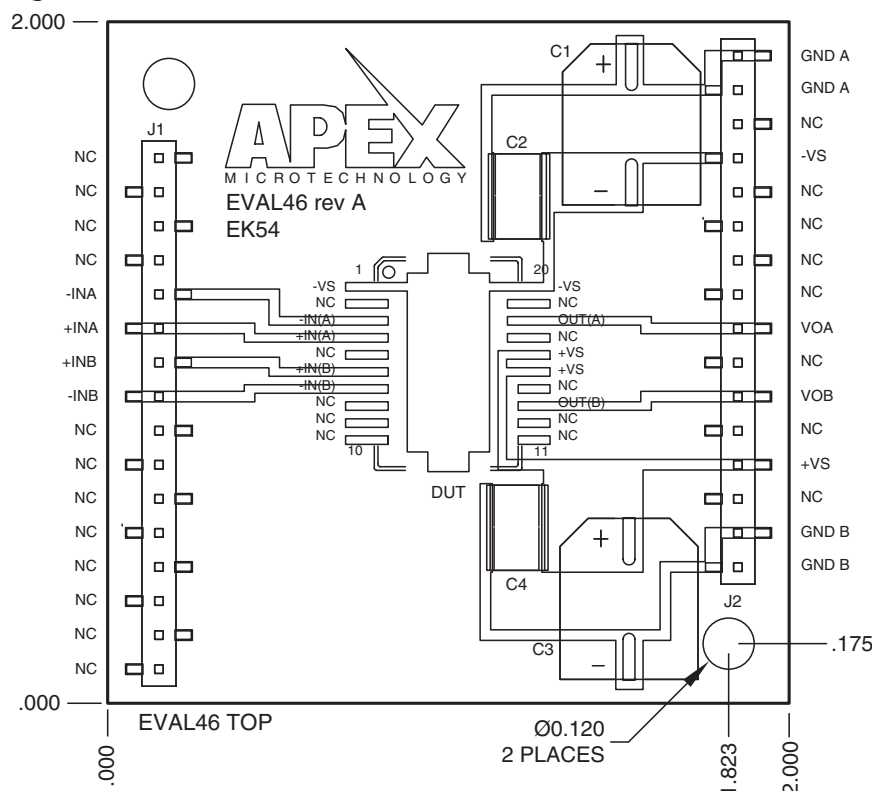 2.000
C1
+
GND A
GND A
NC
-VS
NC
NC
NC
VOA
NC
VOB
NC
+VS
NC
GND B
GND B
J1
APEX
MICROTECHNOLOGY
EVAL46 rev A
EK54
C2
−
NC
NC
NC
NC
-INA
+INA
+INB
-INB
NC
NC
NC
NC
NC
NC
NC
NC
1
20
-VS
NC
-IN(A)
+IN(A)
NC
+IN(B)
-IN(B)
NC
NC
NC
-VS
NC
OUT(A)
NC
+VS
+VS
NC
OUT(B)
NC
NC
10
11
DUT
+
C4
C3
−
J2
.175
.000
EVAL46 TOP
Ø0.120
2 PLACES
.000
1.823
2.000